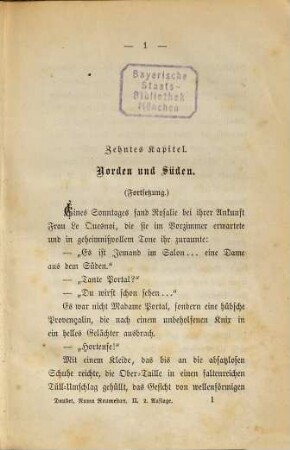 — 1 —
Bayerische
Staats-
Bibliothek
München
Zehntes Kapitel.
Norden und Süden.
(Fortsetzung.)
Eines Sonntages fand Rosalie bei ihrer Ankunft
Frau Le Quesnoi, die sie im Vorzimmer erwartete
und in geheimnißvollem Tone ihr zuraunte:
— „Es ist Jemand im Salon... eine Dame
aus dem Süden.“
— „Tante Portal?“
— „Du wirst schon sehen...“
Es war nicht Madame Portal, sondern eine hübsche
Provençalin, die nach einem unbeholfenen Knix in
ein helles Gelächter ausbrach.
— „Hortense!“
Mit einem Kleide, das bis an die absatzlosen
Schuhe reichte, die Ober-Taille in einen faltenreichen
Tüll-Umschlag gehüllt, das Gesicht von wellenförmigen
Daudet, Numa Roumestan. II. 2. Auflage. 1